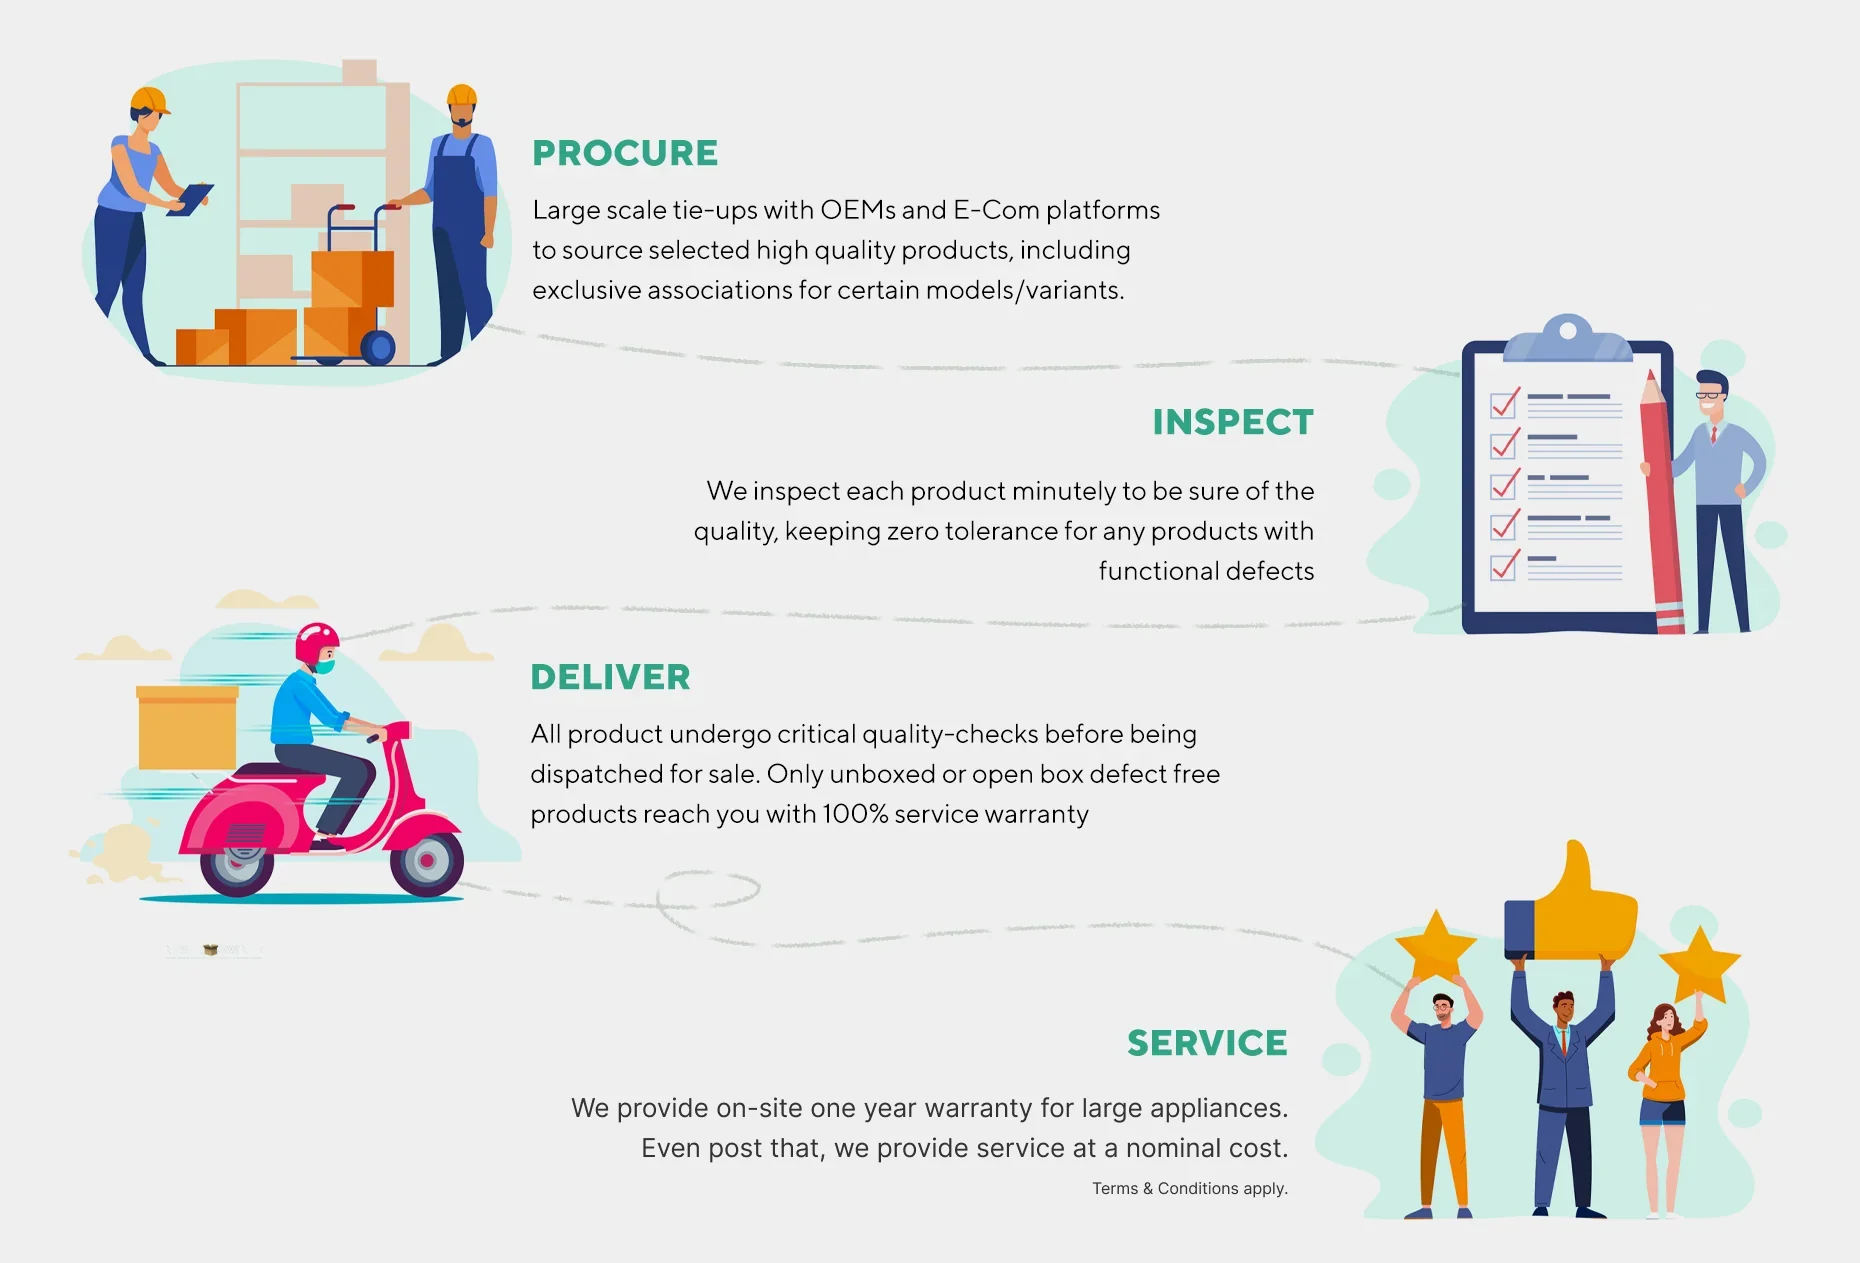 PROCURE
Large scale tie-ups with OEMs and E-Com platforms
to source selected high quality products, including
exclusive associations for certain models/variants.
INSPECT
We inspect each product minutely to be sure of the
quality, keeping zero tolerance for any products with
functional defects
DELIVER
All product undergo critical quality-checks before being
dispatched for sale. Only unboxed or open box defect free
products reach you with 100% service warranty
SERVICE
We provide on-site one year warranty for large appliances.
Even post that, we provide service at a nominal cost.
Terms & Conditions apply.